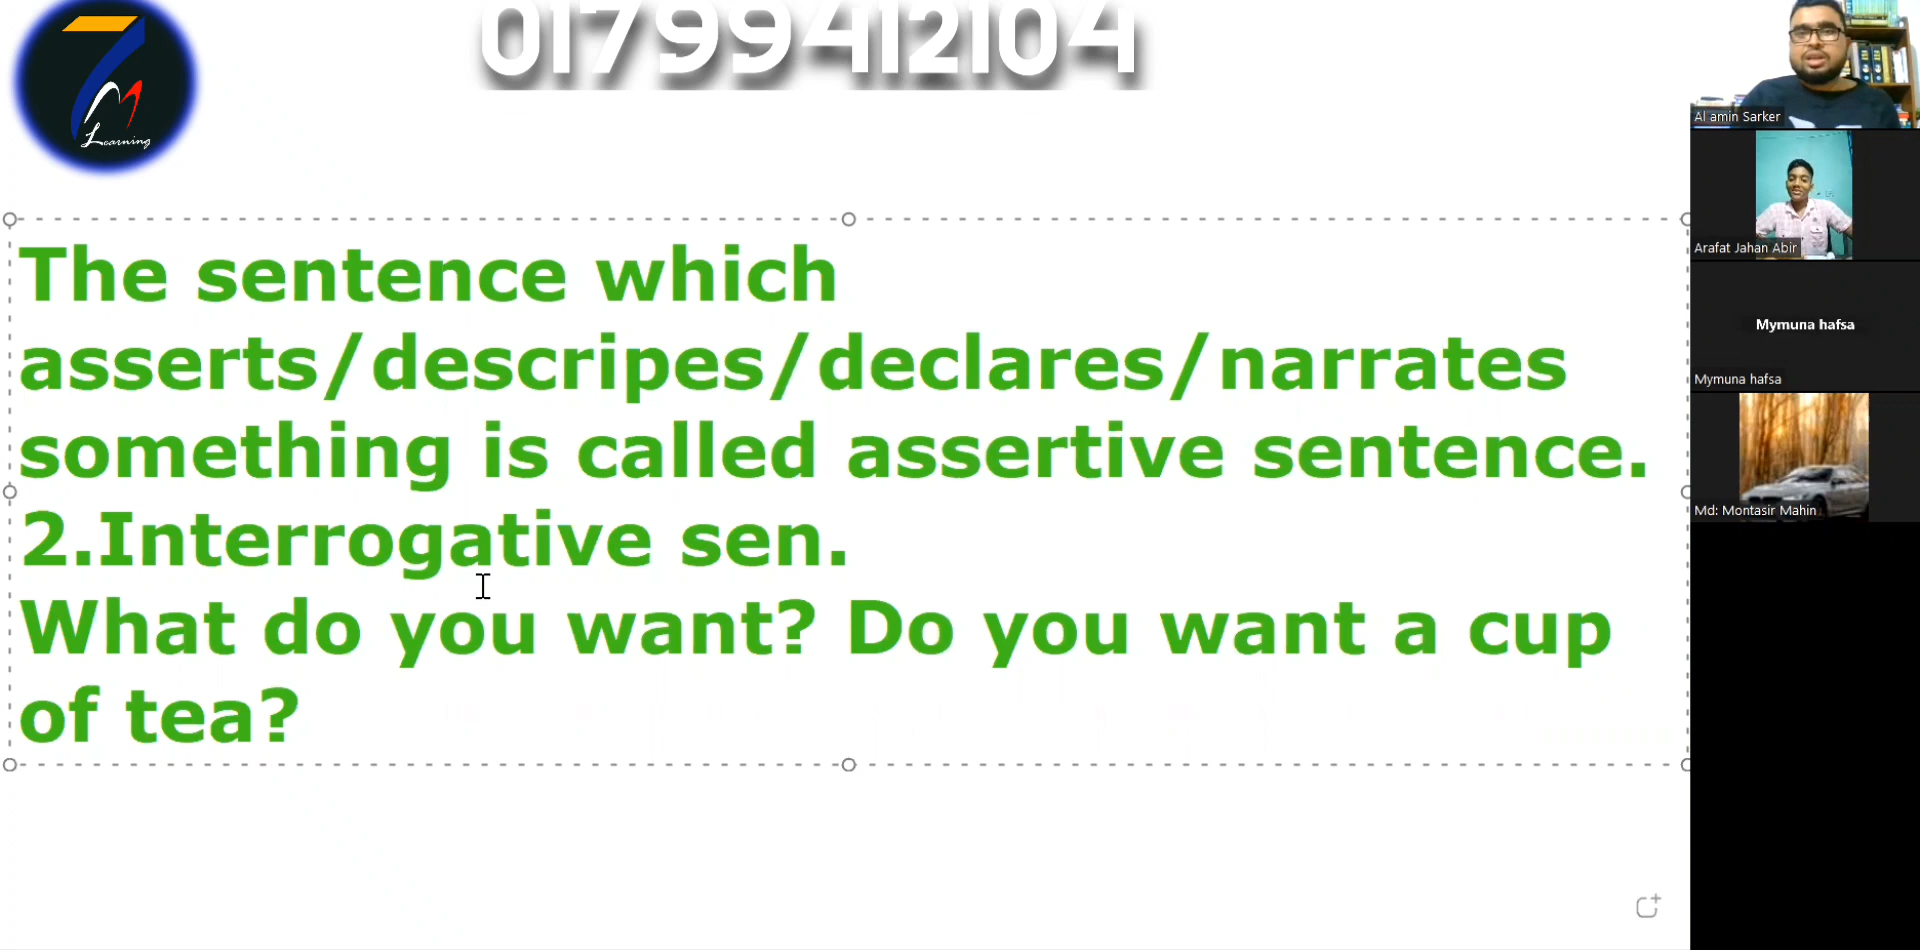 01799412104
Learning
The sentence which
asserts/descripes/declares/narrates
something is called assertive sentence.
2.Interrogative sen.
What do you want? Do you want a cup
of tea?
Al amin Sarker
Arafat Jahan Abir
Mymuna hafsa
Mymuna hafsa
Md: Montasir Mahin